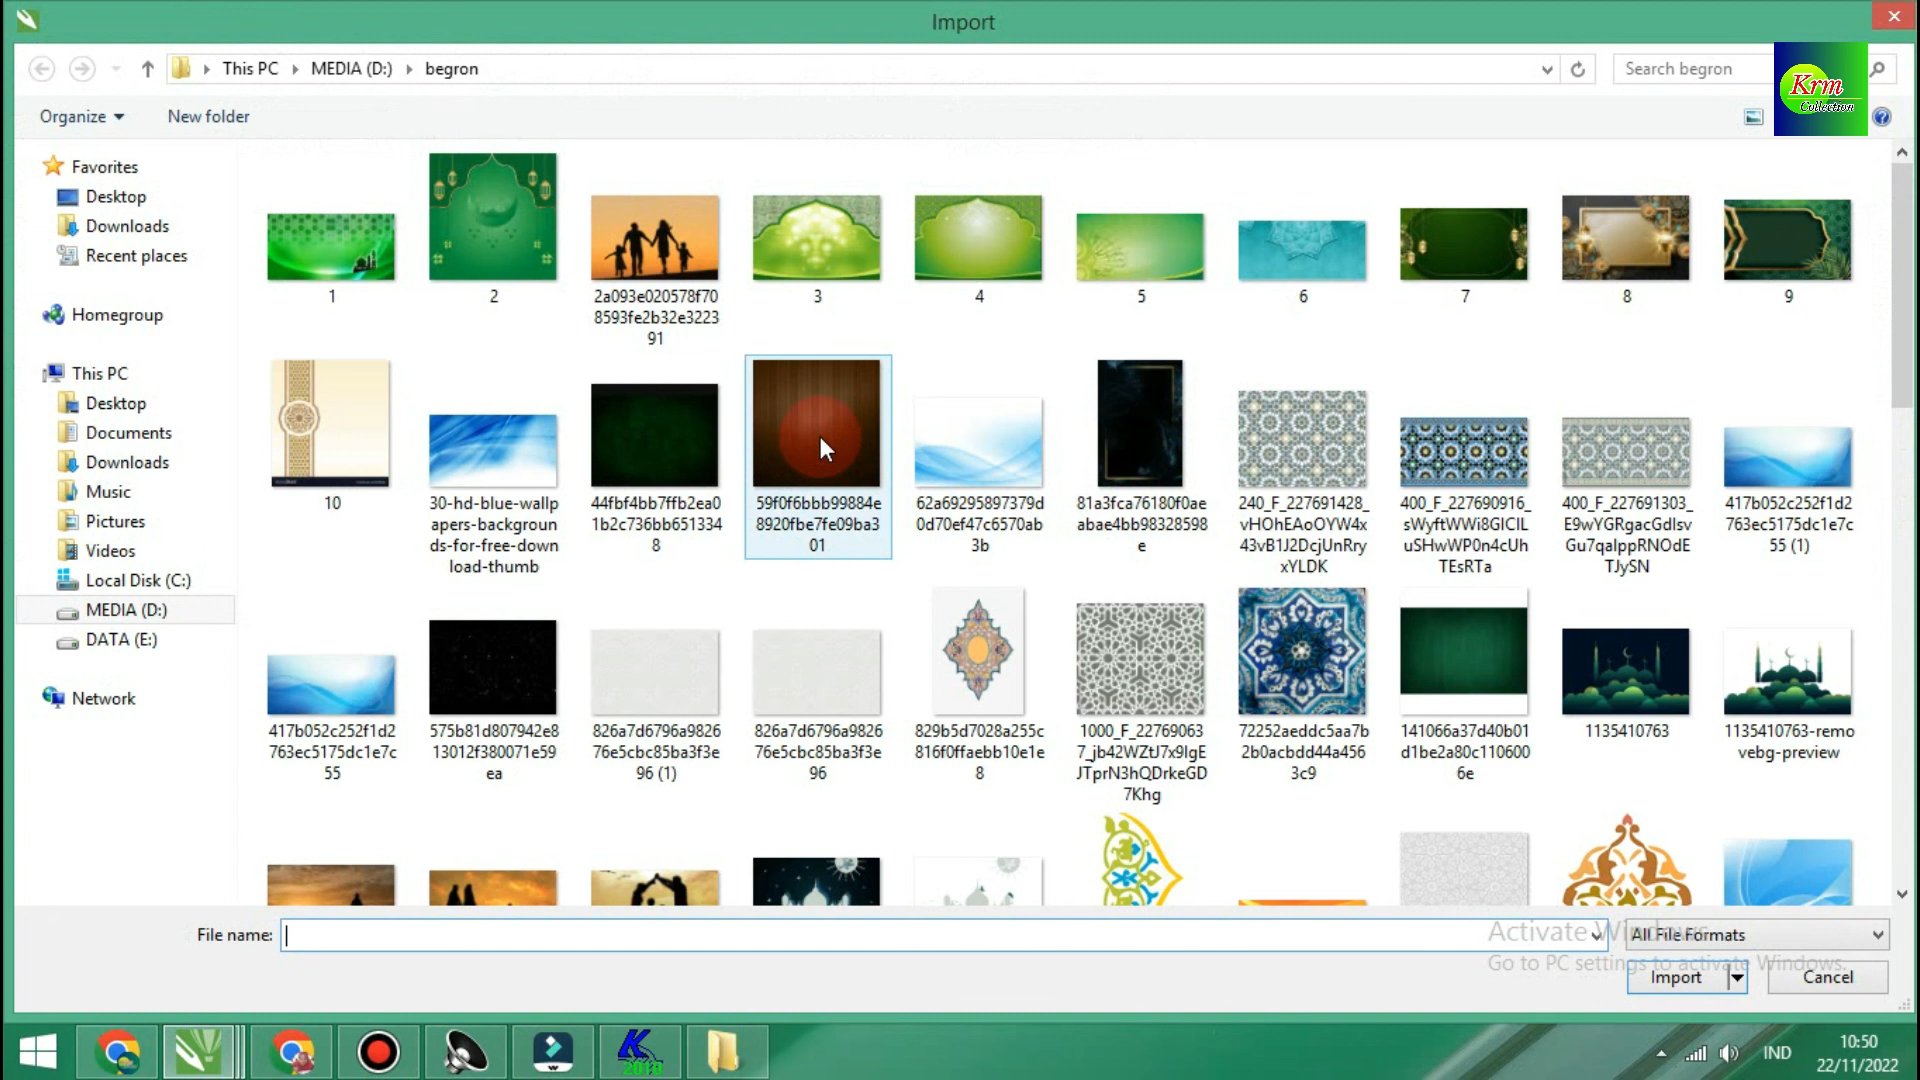 Import
This PC
MEDIA (D:)
begron
Search begron
Krm
Collection
Organize
New folder
Favorites
Desktop
Downloads
Recent places
Homegroup
This PC
Desktop
Documents
Downloads
Music
Pictures
Videos
Local Disk (C:)
MEDIA (D:)
DATA (E:)
Network
1
2
2a093e020578f70
8593fe2b32e3223
91
3
4
5
6
7
8
9
10
30-hd-blue-wallp
apers-backgroun
ds-for-free-down
load-thumb
44fbf4bb7ffb2ea0
1b2c736bb651334
8
59f0f6bbb99884e
8920fbe7fe09ba3
01
62a69295897379d
0d70ef47c6570ab
3b
81a3fca76180f0ae
abae4bb98328598
e
240_F_227691428_
vHOhEAoOYW4x
43vB1J2DcjUnRry
xYLDK
400_F_227690916_
sWyftWWi8GlCIL
uSHwWP0n4cUh
TEsRTa
400_F_227691303_
E9wYGRgacGdlsv
Gu7qalppRNOdE
TJySN
417b052c252f1d2
763ec5175dc1e7c
55 (1)
417b052c252f1d2
763ec5175dc1e7c
55
575b81d807942e8
13012f380071e59
ea
826a7d6796a9826
76e5cbc85ba3f3e
96 (1)
826a7d6796a9826
76e5cbc85ba3f3e
96
829b5d7028a255c
816f0ffaebb10e1e
8
1000_F_22769063
7_jb42WZtJ7x9IgE
JTprN3hQDrkeGD
7Khg
72252aeddc5aa7b
2b0acbdd44a456
3c9
141066a37d40b01
d1be2a80c110600
6e
1135410763
1135410763-remo
vebg-preview
File name:
All File Formats
Activate Windows
Go to PC settings to activate Windows.
Import
Cancel
K
2010
IND
10:50
22/11/2022